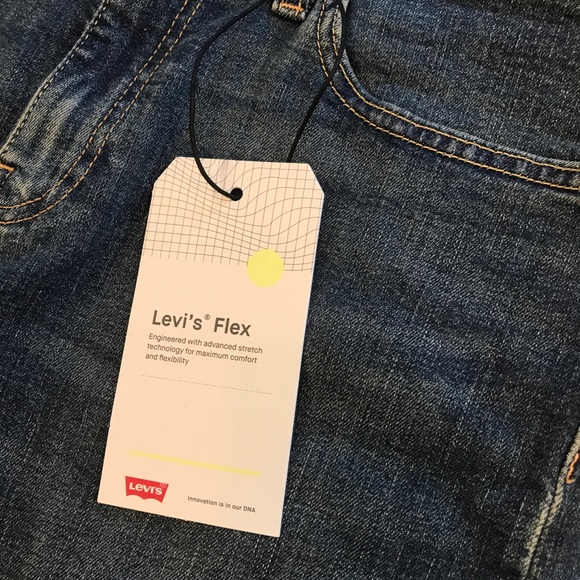 Levi's® Flex
Engineered with advanced stretch
technology for maximum comfort
and flexibility
LEVI'S
Innovation is in our DNA